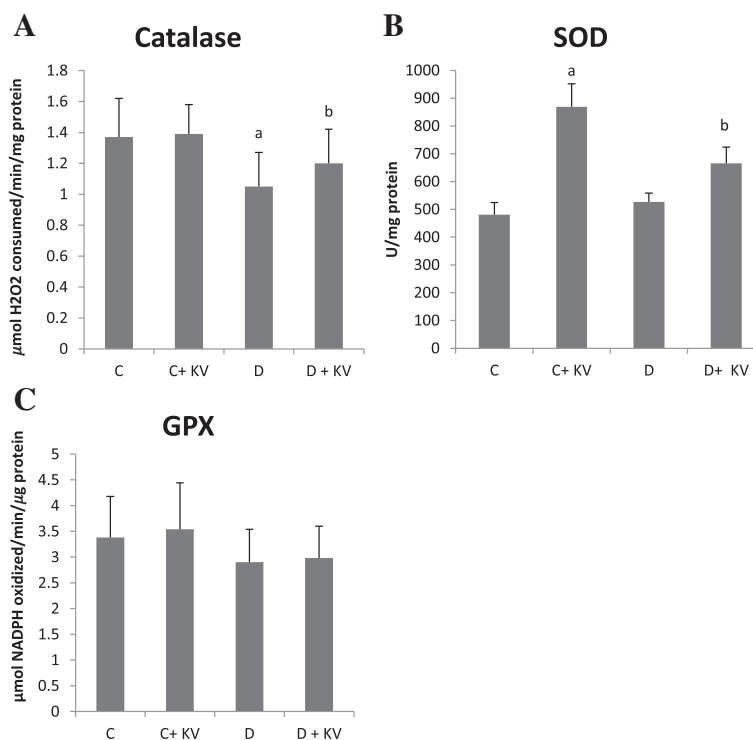 A
Catalase
μmol H2O2 consumed/min/mg protein
1.8
1.6
1.4
1.2
1
0.8
0.6
0.4
0.2
0
a
b
C C+ KV D D + KV
B
SOD
U/mg protein
1000
900
800
700
600
500
400
300
200
100
0
a
b
C C+ KV D D+ KV
C
GPX
μmol NADPH oxidized/min/μg protein
5
4.5
4
3.5
3
2.5
2
1.5
1
0.5
0
C C+ KV D D + KV